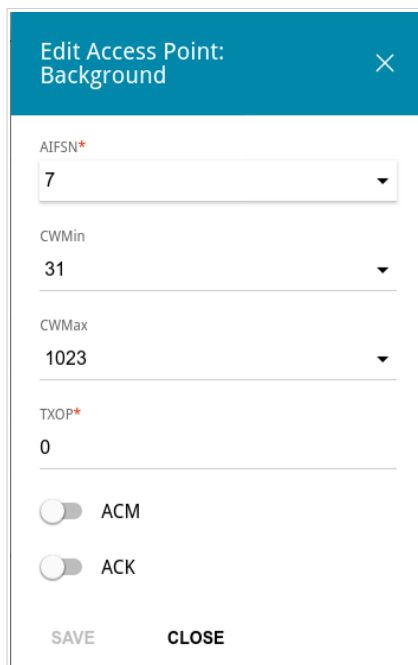 Edit Access Point:
Background
AIFSN*
7
CWMin
31
CWMax
1023
TXOP*
0
ACM
ACK
SAVE CLOSE